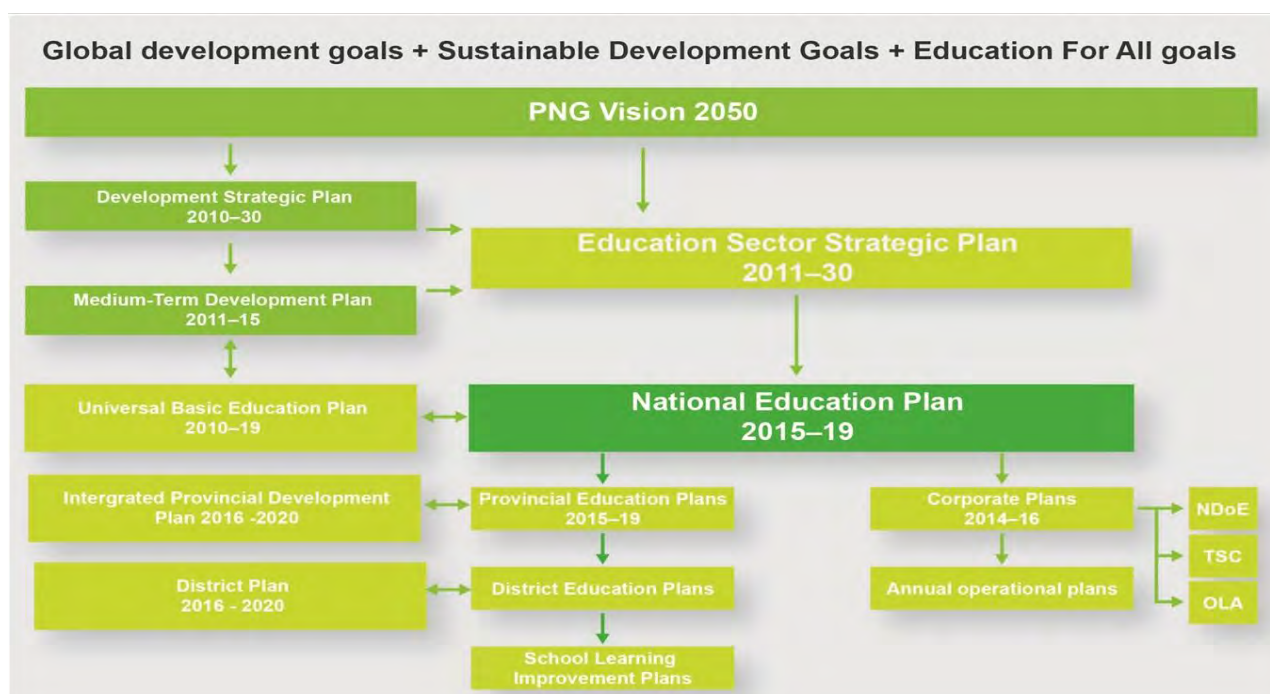 Global development goals + Sustainable Development Goals + Education For All goals
PNG Vision 2050
Development Strategic Plan
2010–30
Education Sector Strategic Plan
2011–30
Medium-Term Development Plan
2011–15
Universal Basic Education Plan
2010–19
National Education Plan
2015–19
Intergrated Provincial Development
Plan 2016 -2020
Provincial Education Plans
2015–19
Corporate Plans
2014–16
NDoE
TSC
OLA
District Plan
2016 - 2020
District Education Plans
Annual operational plans
School Learning
Improvement Plans